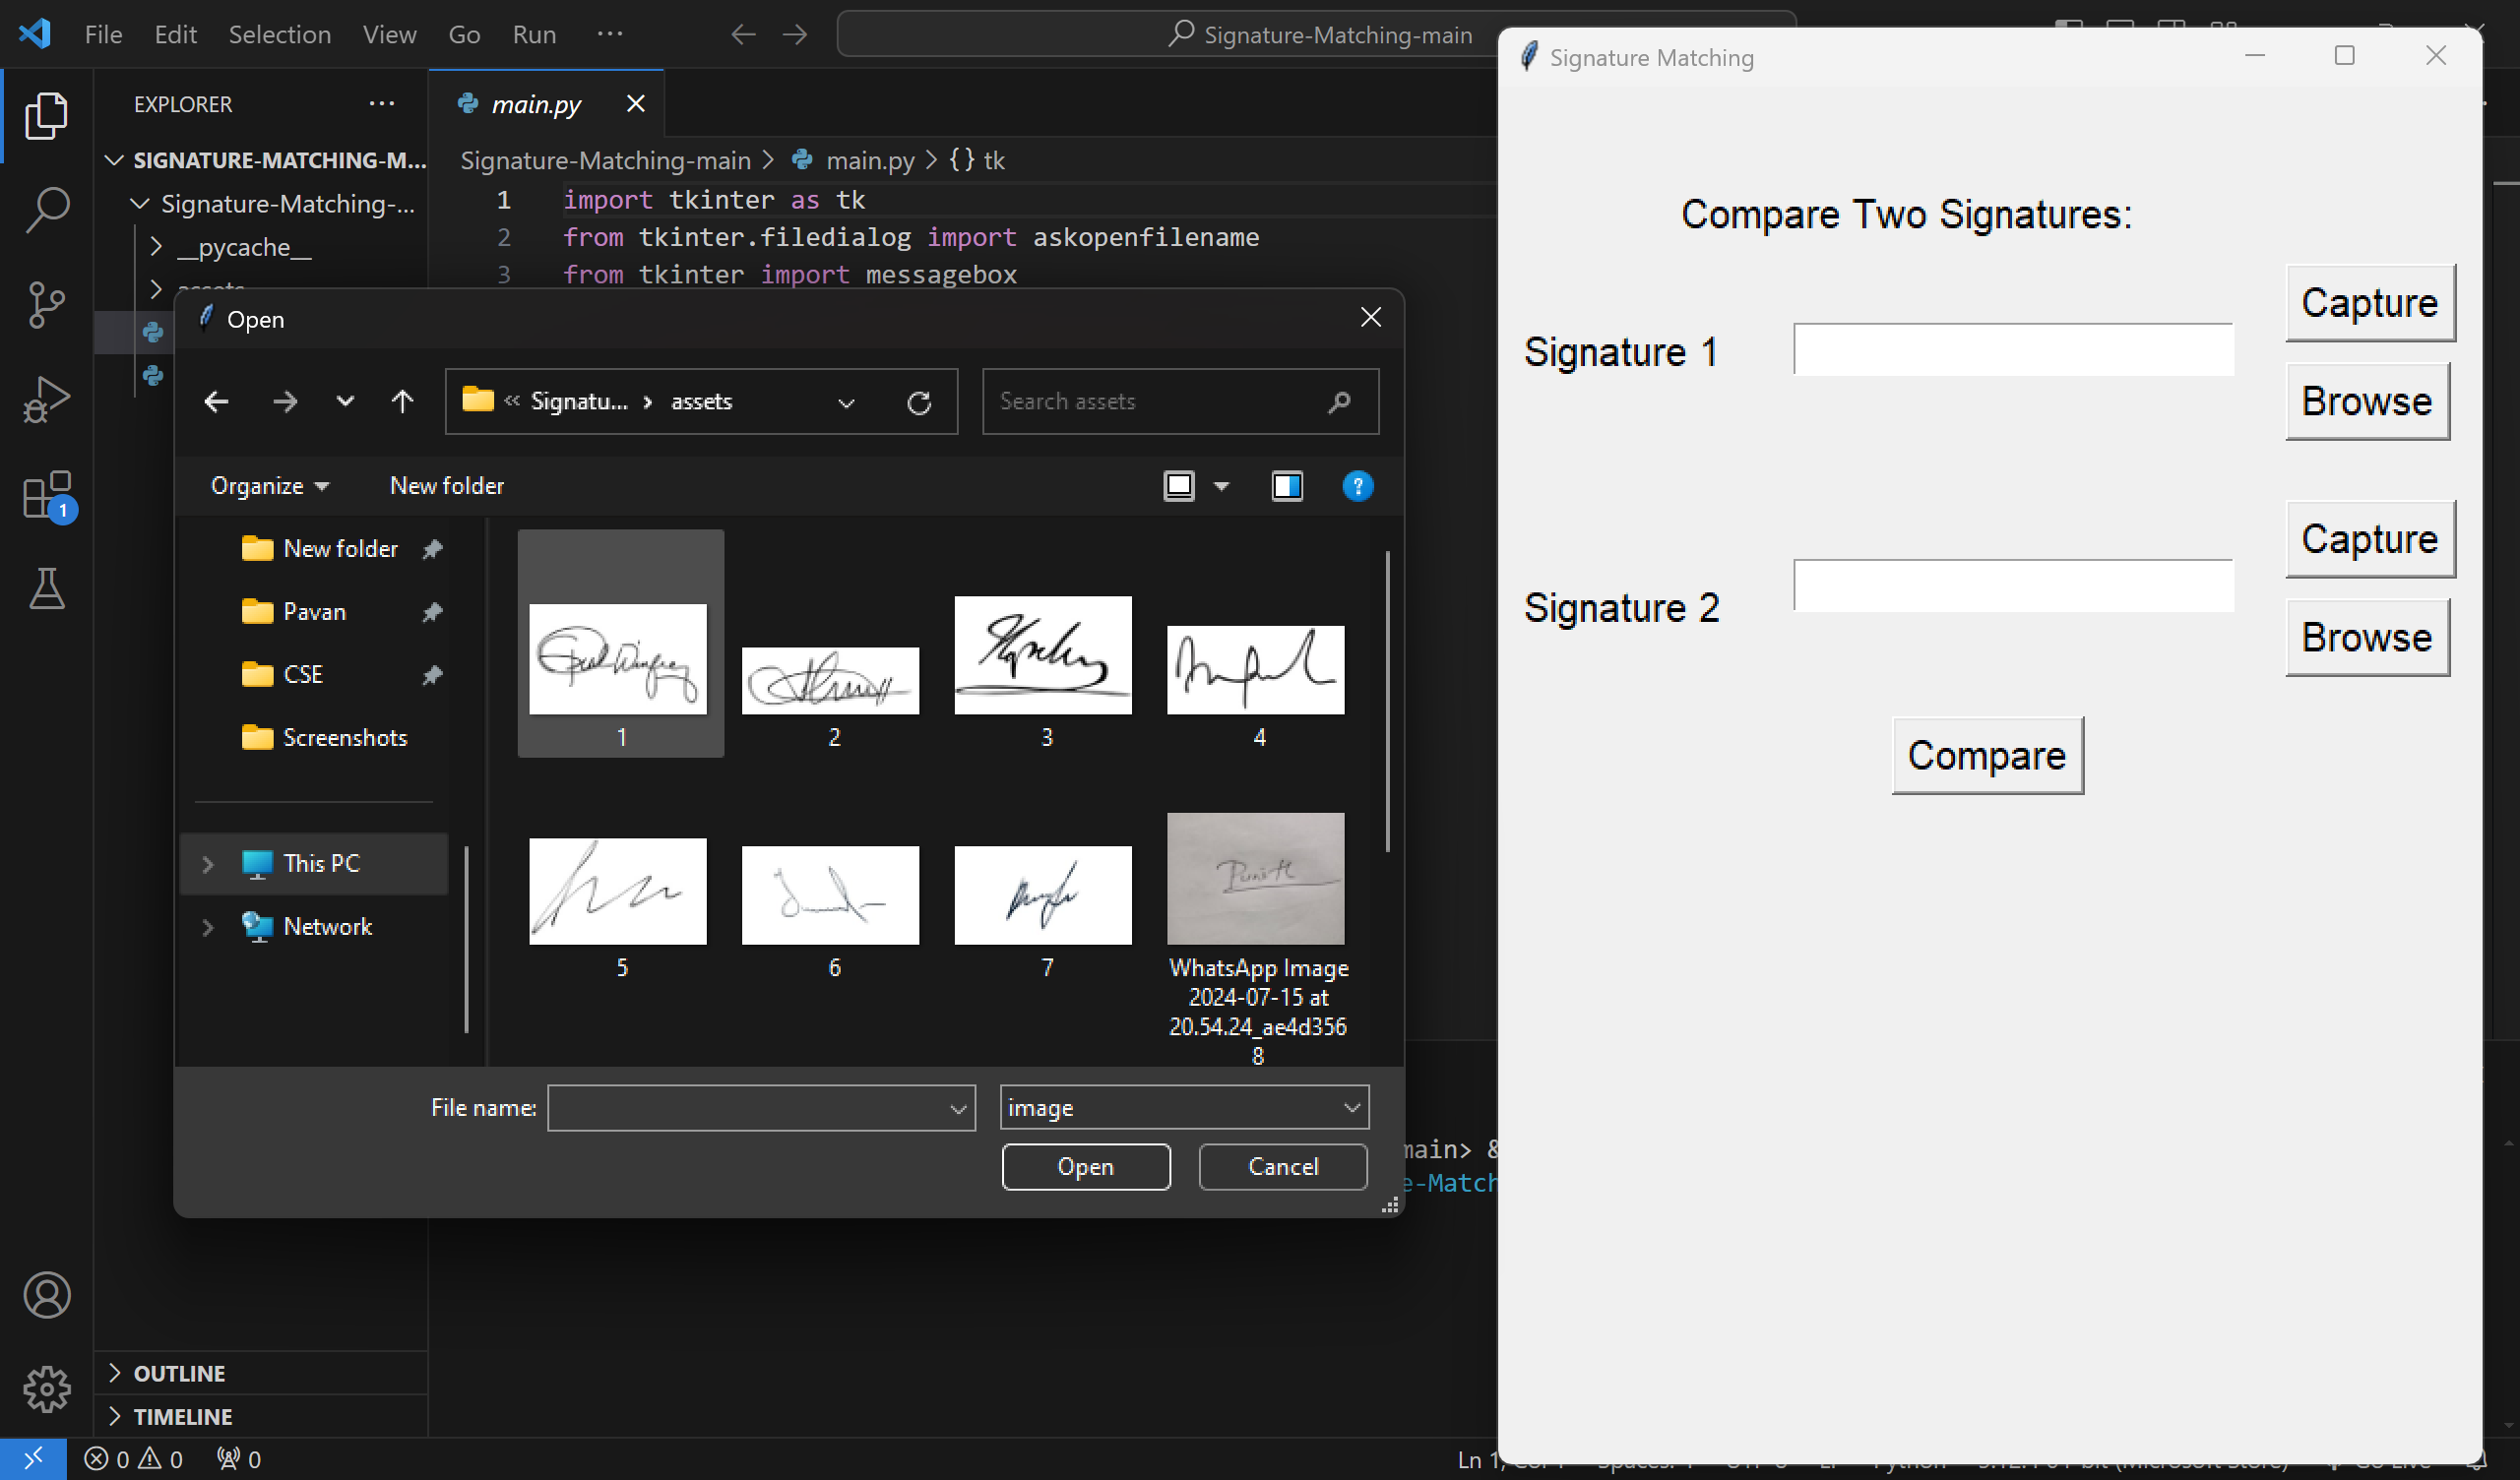 File Edit Selection View Go Run ···
Signature-Matching-main
EXPLORER ···
SIGNATURE-MATCHING-M...
Signature-Matching-...
__pycache__
assets
main.py
Signature-Matching-main > main.py > {} tk
1 import tkinter as tk
2 from tkinter.filedialog import askopenfilename
3 from tkinter import messagebox
1
Open
« Signatu... › assets
Search assets
Organize
New folder
?
New folder
Pavan
CSE
Screenshots
This PC
Network
1
2
3
4
5
6
7
WhatsApp Image
2024-07-15 at
20.54.24_ae4d356
8
File name:
image
Open
Cancel
main> &
e-Match
OUTLINE
TIMELINE
0 0 0
Ln 1,
Signature Matching
Compare Two Signatures:
Signature 1
Capture
Browse
Signature 2
Capture
Browse
Compare